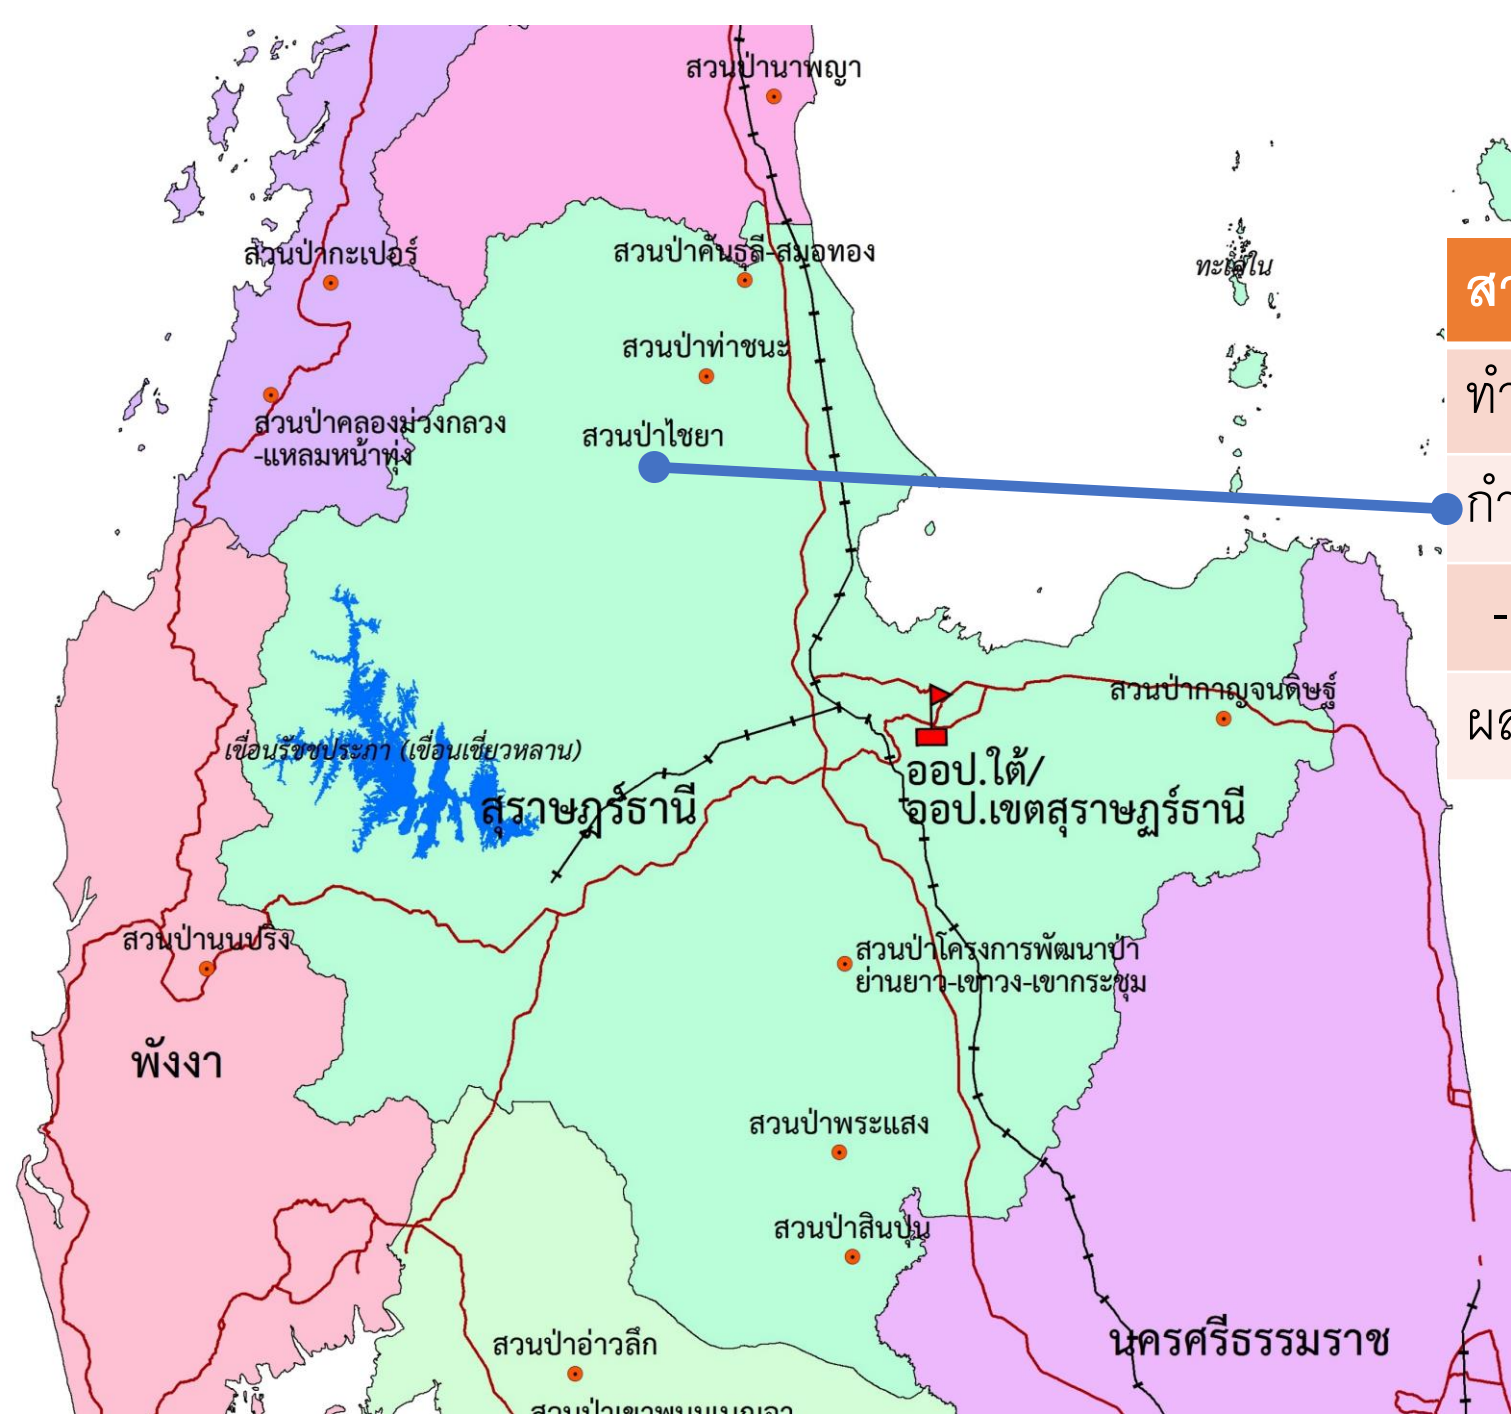 สวนป่านาพญา
สวนป่ากะเปอร์
สวนป่าคันธุลี-สมอทอง
สวนป่าท่าชนะ
สวนป่าคลองม่วงกลวง
-แหลมหน้าทุ่ง
สวนป่าไชยา
สวนป่ากาญจนดิษฐ์
เขื่อนรัชชประภา (เขื่อนเชี่ยวหลาน)
สุราษฎร์ธานี
ออป.ใต้/
ออป.เขตสุราษฏร์ธานี
สวนป่านบปริง
สวนป่าโครงการพัฒนาป่า
ย่านยาว-เขาวง-เขากระชุม
พังงา
สวนป่าพระแสง
สวนป่าสินปุน
นครศรีธรรมราช
สวนป่าอ่าวลึก